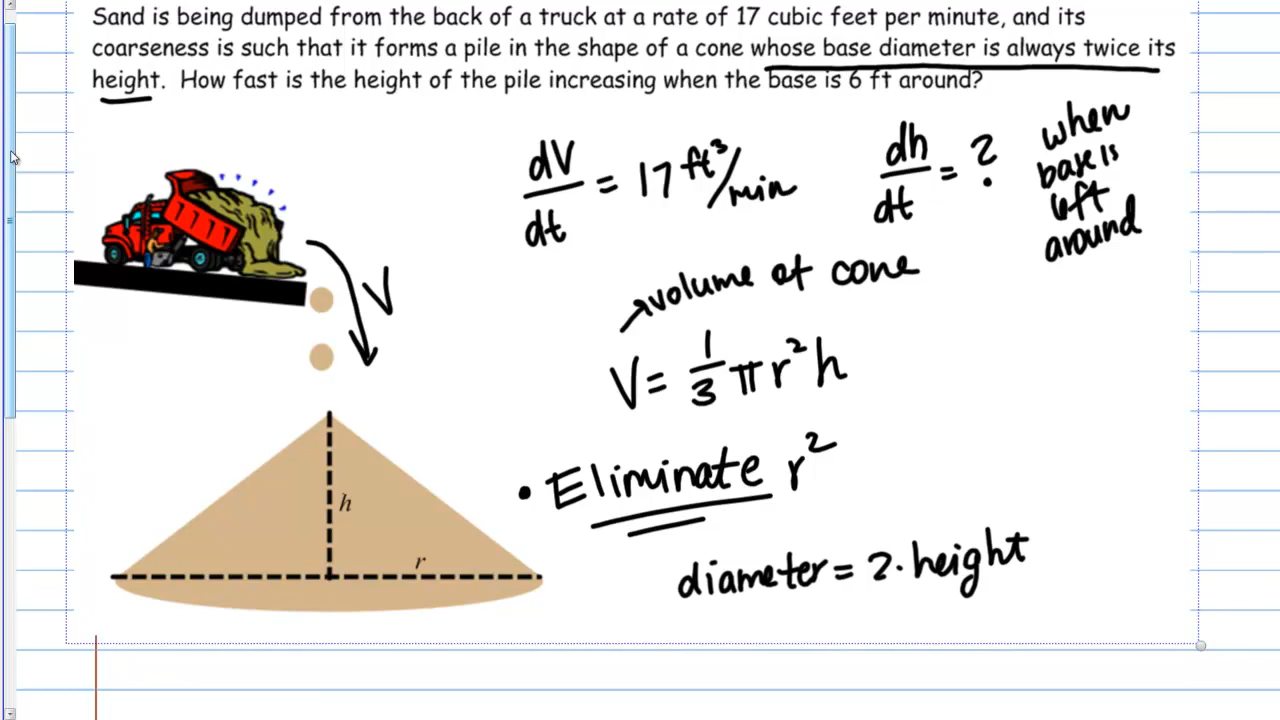 Sand is being dumped from the back of a truck at a rate of 17 cubic feet per minute, and its
coarseness is such that it forms a pile in the shape of a cone whose base diameter is always twice its
height. How fast is the height of the pile increasing when the base is 6 ft around?
dV/dt = 17 ft³/min
dh/dt = ?
when
base is
6ft
around
V
→volume of cone
V = 1/3 πr²h
• Eliminate r²
h
r
diameter = 2·height